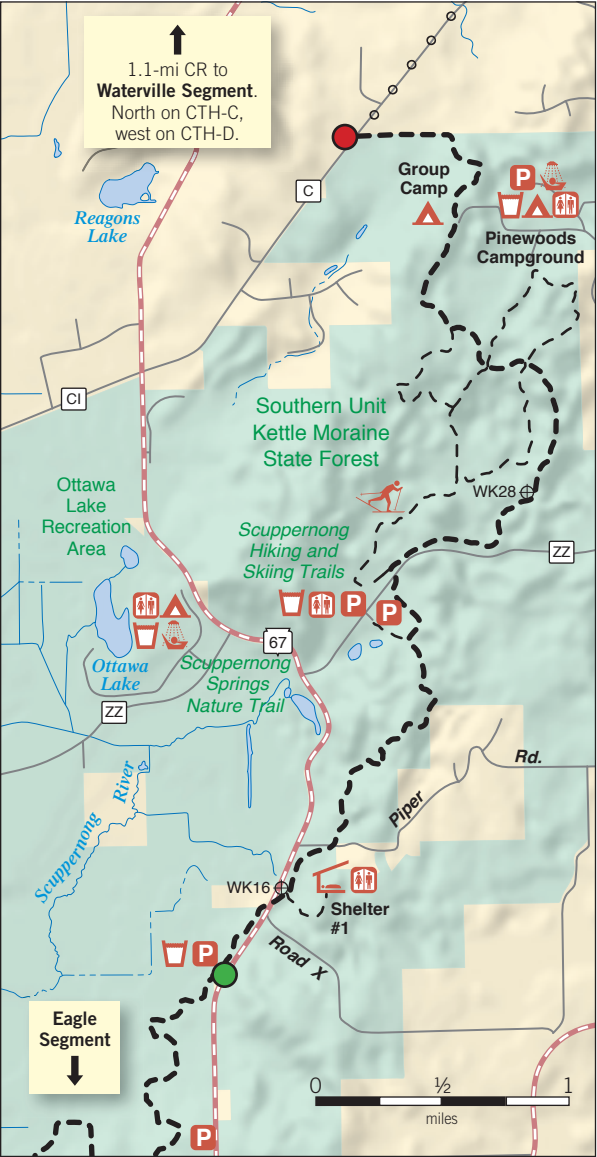 1.1-mi CR to
Waterville Segment.
North on CTH-C,
west on CTH-D.
Reagons
Lake
C
Group
Camp
P
Pinewoods
Campground
CI
Southern Unit
Kettle Moraine
State Forest
Ottawa
Lake
Recreation
Area
WK28
Scuppernong
Hiking and
Skiing Trails
ZZ
P
P
67
Ottawa
Lake
Scuppernong
Springs
Nature Trail
ZZ
Rd.
Piper
River
Scuppernong
WK16
Shelter
#1
P
Road X
Eagle
Segment
0 ½ 1
miles
P